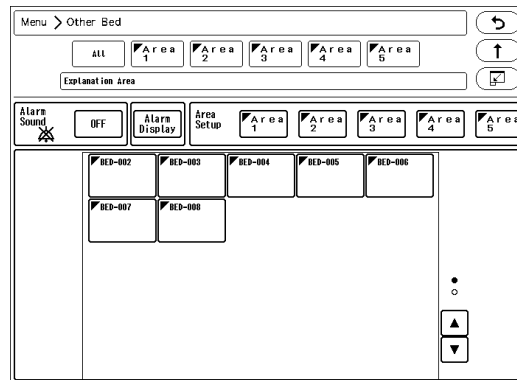 Menu > Other Bed
All Area 1 Area 2 Area 3 Area 4 Area 5
Explanation Area
Alarm Sound OFF Alarm Display Area Setup Area 1 Area 2 Area 3 Area 4 Area 5
BED-002 BED-003 BED-004 BED-005 BED-006
BED-007 BED-008